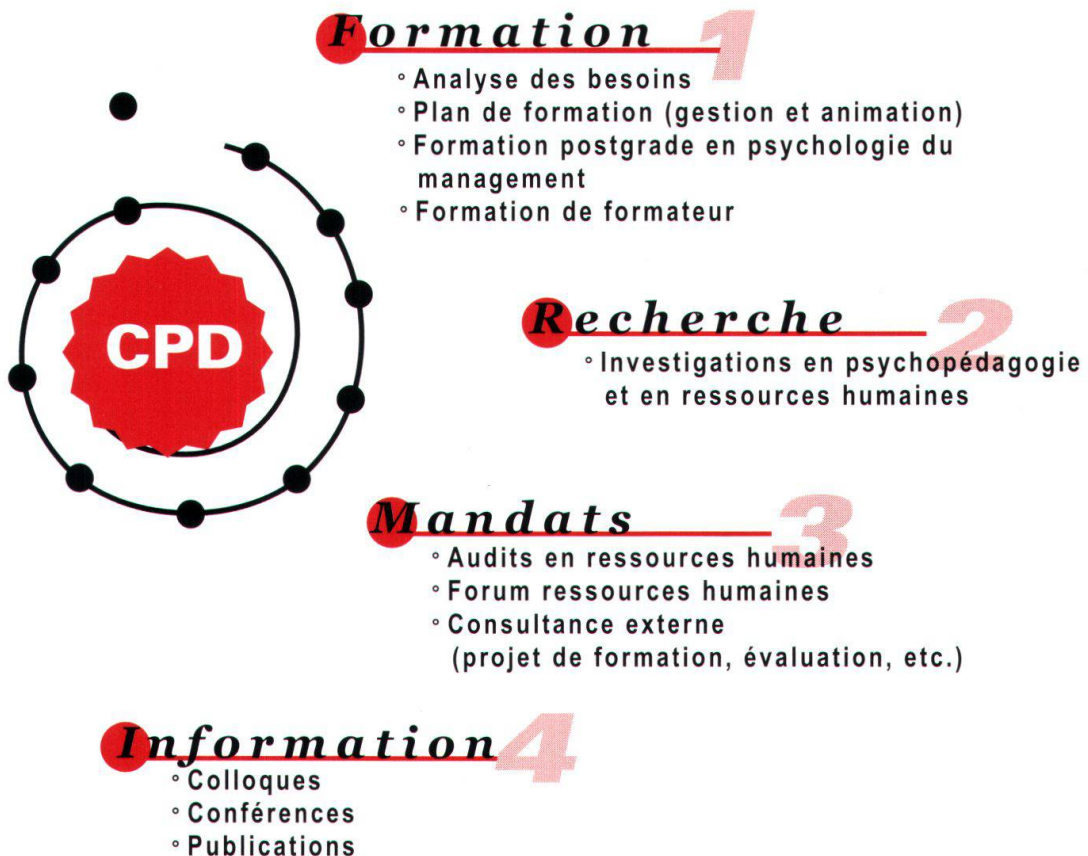 Formation 1
° Analyse des besoins
° Plan de formation (gestion et animation)
° Formation postgrade en psychologie du
management
° Formation de formateur
CPD
Recherche 2
° Investigations en psychopédagogie
et en ressources humaines
Mandats 3
° Audits en ressources humaines
° Forum ressources humaines
° Consultance externe
(projet de formation, évaluation, etc.)
Information 4
° Colloques
° Conférences
° Publications